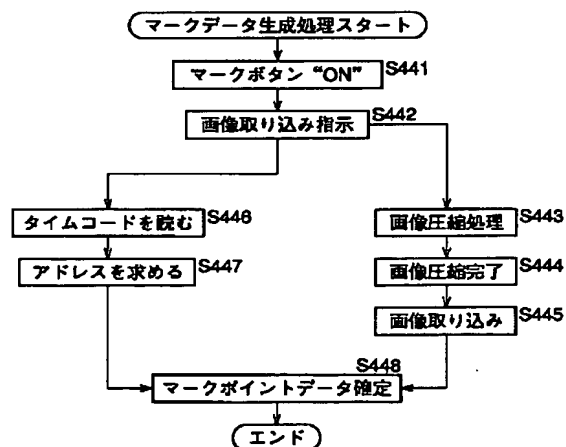 マークデータ生成処理スタート
マークボタン “ON”
S441
画像取り込み指示
S442
タイムコードを読む
S446
アドレスを求める
S447
画像圧縮処理
S443
画像圧縮完了
S444
画像取り込み
S445
S448
マークポイントデータ確定
エンド